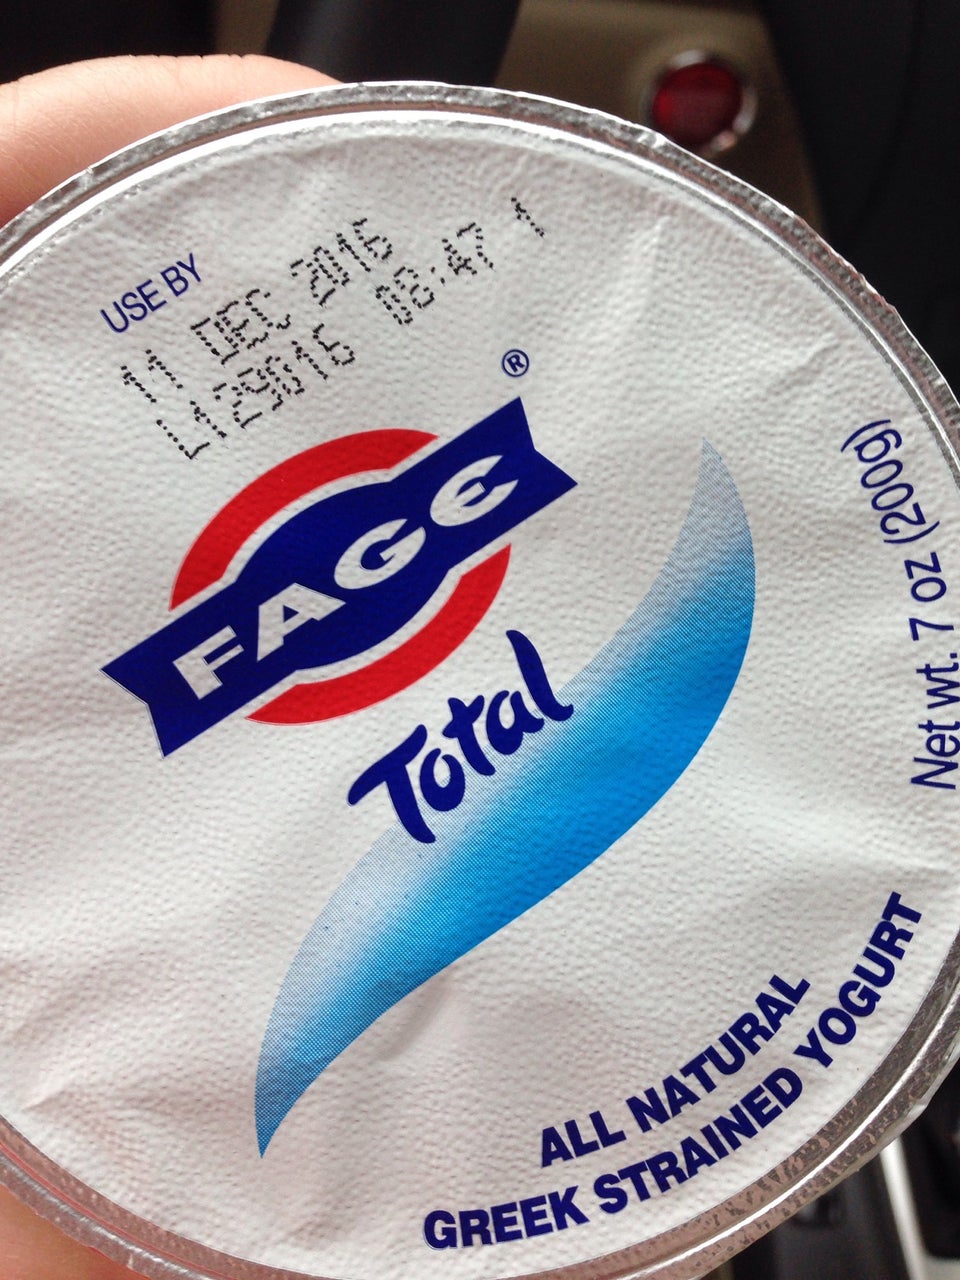 USE BY
11 DEC 2016
L129016 08:47 1
®
FAGE
Total
Net wt. 7 oz (200g)
ALL NATURAL
GREEK STRAINED YOGURT